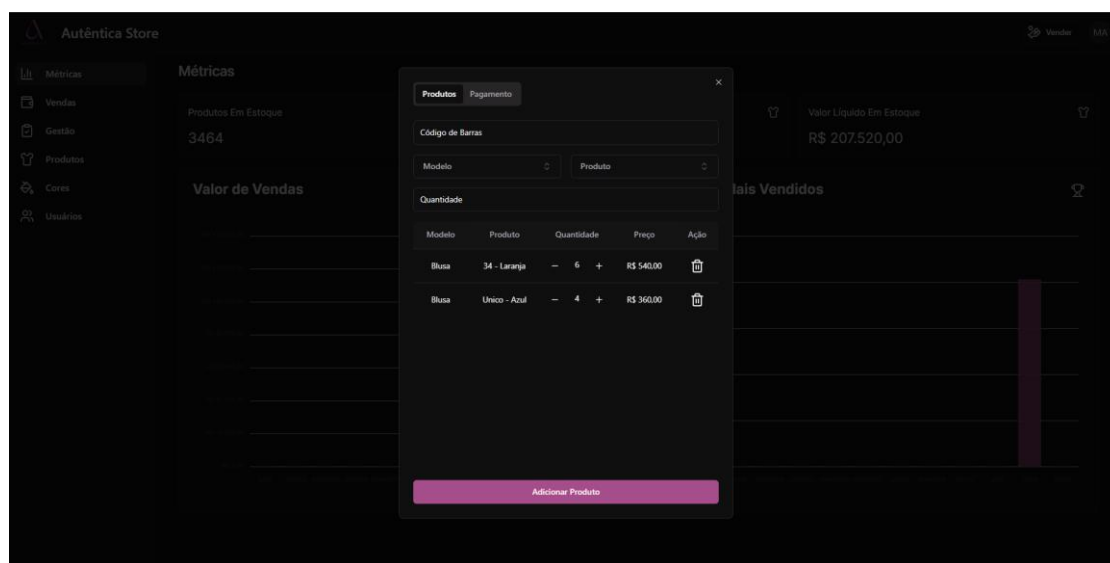 Autêntica Store
Vender MA
Métricas
Vendas
Gestão
Produtos
Cores
Usuários
Métricas
Produtos Em Estoque
3464
Valor Líquido Em Estoque
R$ 207.520,00
Valor de Vendas
Mais Vendidos
Produtos Pagamento
Código de Barras
Modelo Produto
Quantidade
Modelo Produto Quantidade Preço Ação
Blusa 34 - Laranja − 6 + R$ 540,00
Blusa Unico - Azul − 4 + R$ 360,00
Adicionar Produto